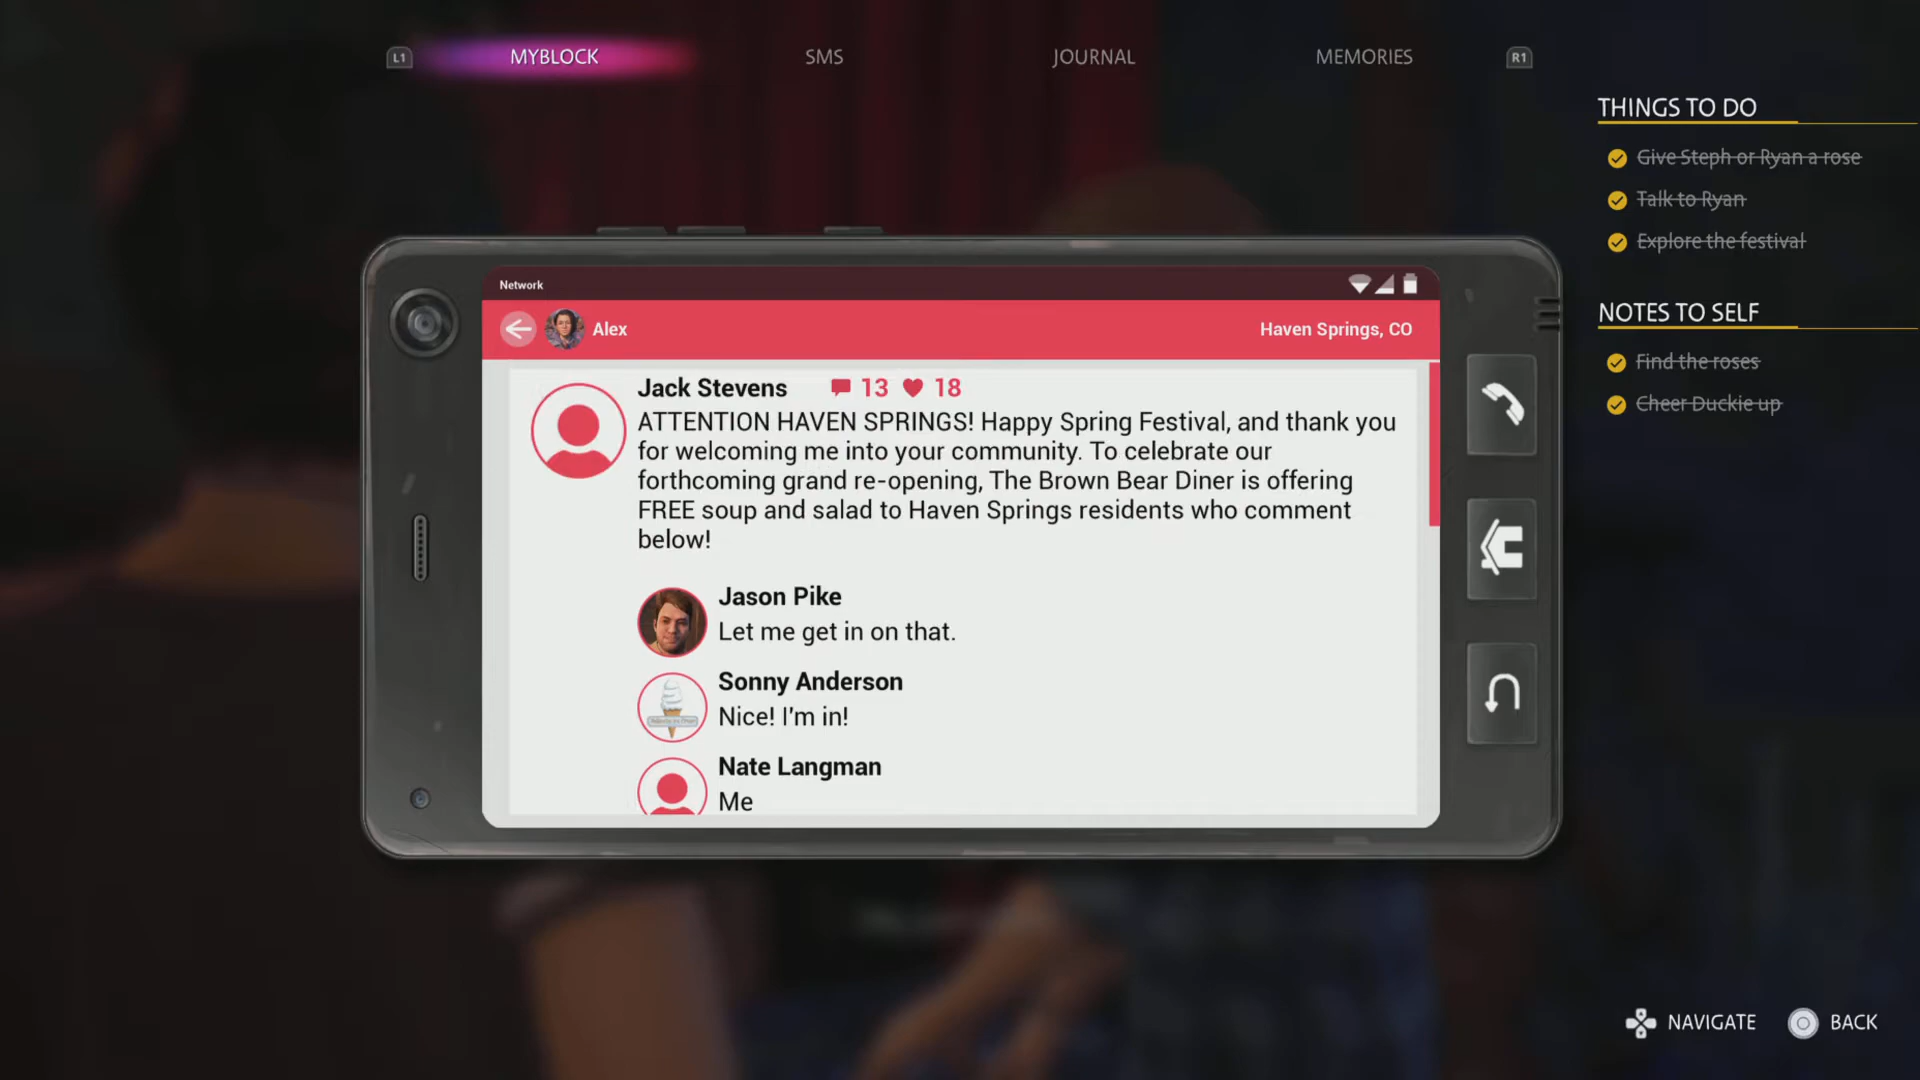 L1
MYBLOCK
SMS
JOURNAL
MEMORIES
R1
THINGS TO DO
Give Steph or Ryan a rose
Talk to Ryan
Explore the festival
NOTES TO SELF
Find the roses
Cheer Duckie up
Network
Alex
Haven Springs, CO
Jack Stevens 13 18
ATTENTION HAVEN SPRINGS! Happy Spring Festival, and thank you
for welcoming me into your community. To celebrate our
forthcoming grand re-opening, The Brown Bear Diner is offering
FREE soup and salad to Haven Springs residents who comment
below!
Jason Pike
Let me get in on that.
Sonny Anderson
Nice! I'm in!
Nate Langman
Me
NAVIGATE
BACK